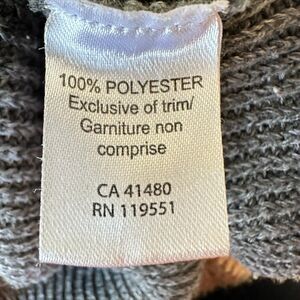 100% POLYESTER
Exclusive of trim/
Garniture non
comprise
CA 41480
RN 119551